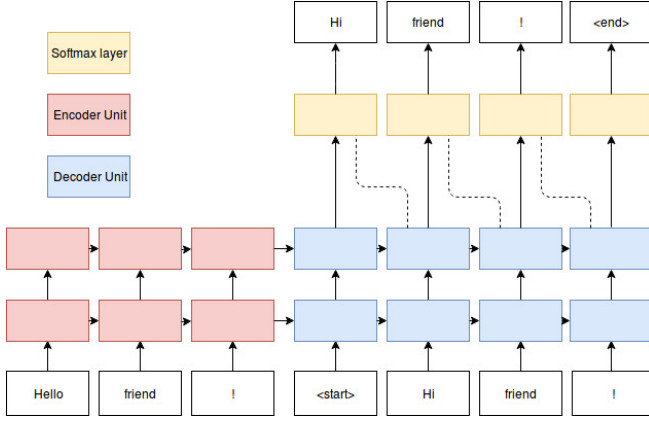 Hi friend ! <end>
Softmax layer
Encoder Unit
Decoder Unit
Hello friend ! <start> Hi friend !